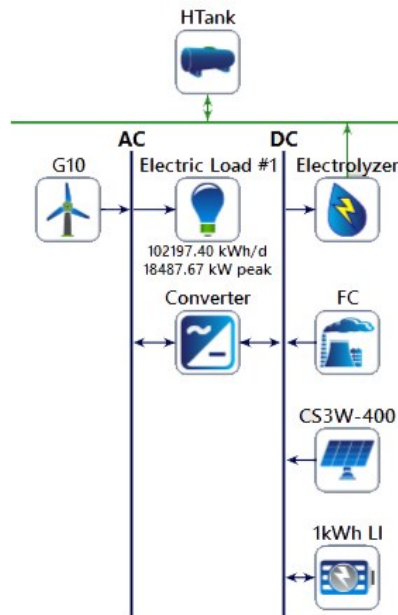 HTank
AC
DC
G10
Electric Load #1
Electrolyzer
102197.40 kWh/d
18487.67 kW peak
Converter
FC
CS3W-400
1kWh LI